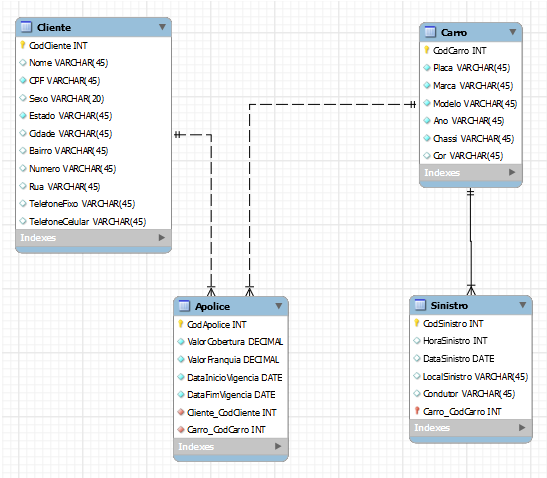 Cliente
CodCliente INT
Nome VARCHAR(45)
CPF VARCHAR(45)
Sexo VARCHAR(20)
Estado VARCHAR(45)
Cidade VARCHAR(45)
Bairro VARCHAR(45)
Numero VARCHAR(45)
Rua VARCHAR(45)
TelefoneFixo VARCHAR(45)
TelefoneCelular VARCHAR(45)
Indexes
Carro
CodCarro INT
Placa VARCHAR(45)
Marca VARCHAR(45)
Modelo VARCHAR(45)
Ano VARCHAR(45)
Chassi VARCHAR(45)
Cor VARCHAR(45)
Indexes
Apolice
CodApolice INT
ValorCobertura DECIMAL
ValorFranquia DECIMAL
DataInicioVigencia DATE
DataFimVigencia DATE
Cliente_CodCliente INT
Carro_CodCarro INT
Indexes
Sinistro
CodSinistro INT
HoraSinistro INT
DataSinistro DATE
LocalSinistro VARCHAR(45)
Condutor VARCHAR(45)
Carro_CodCarro INT
Indexes